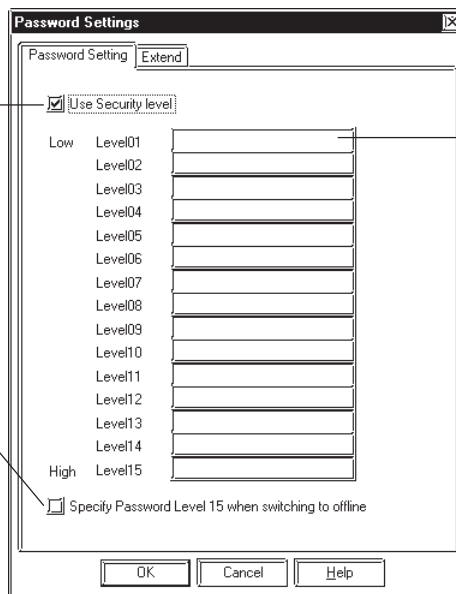 Password Settings
Password Setting Extend
Use Security level
Low Level01
Level02
Level03
Level04
Level05
Level06
Level07
Level08
Level09
Level10
Level11
Level12
Level13
Level14
High Level15
Specify Password Level 15 when switching to offline
OK Cancel Help